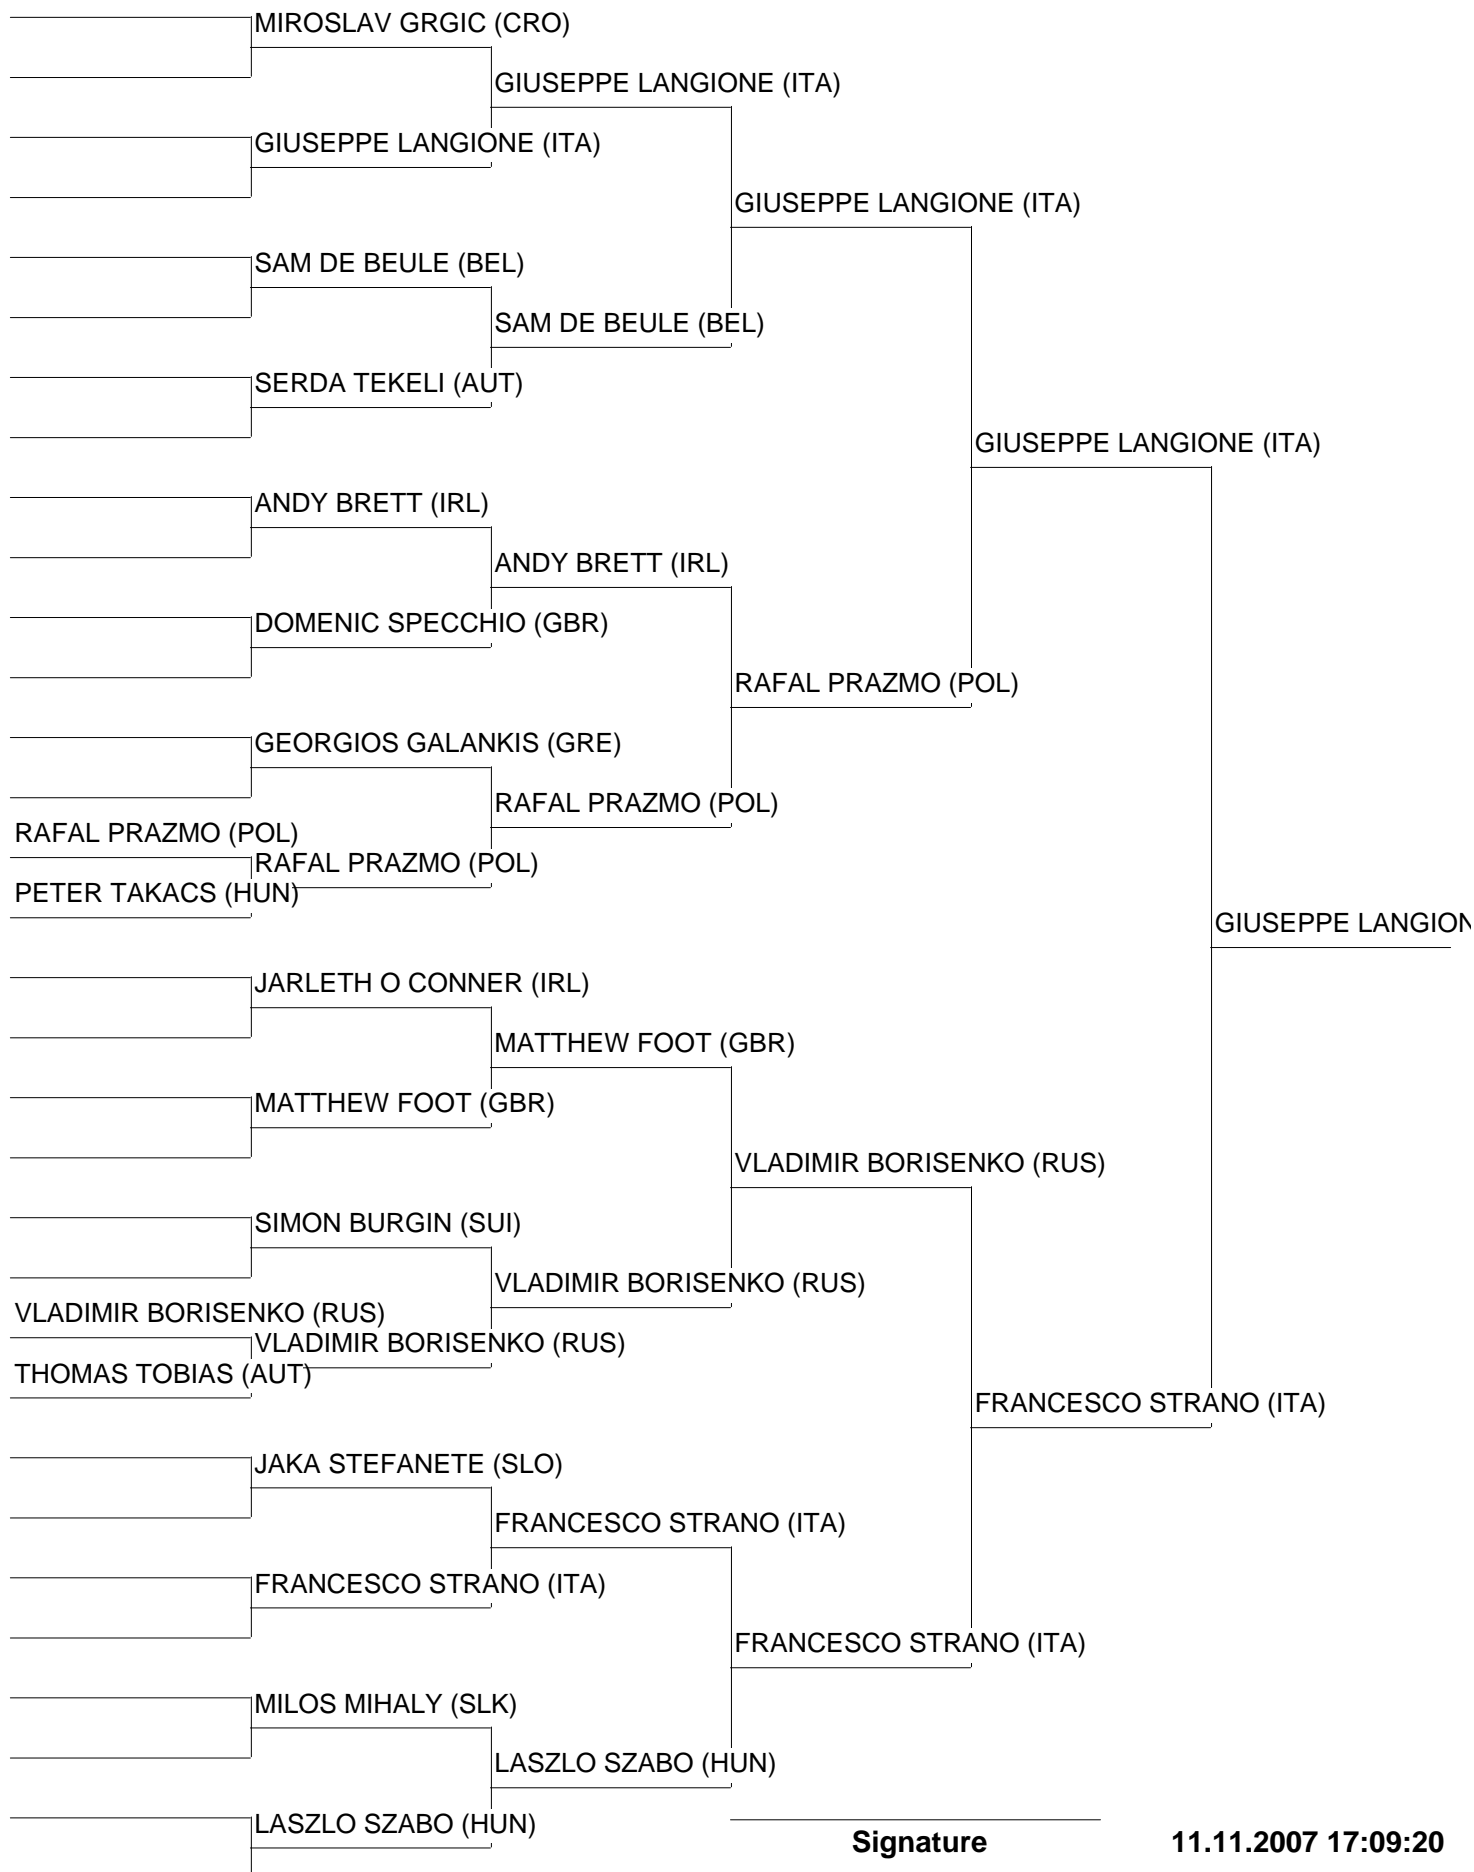 MIROSLAV GRGIC (CRO)
GIUSEPPE LANGIONE (ITA)
GIUSEPPE LANGIONE (ITA)
GIUSEPPE LANGIONE (ITA)
SAM DE BEULE (BEL)
SAM DE BEULE (BEL)
SERDA TEKELI (AUT)
GIUSEPPE LANGIONE (ITA)
ANDY BRETT (IRL)
ANDY BRETT (IRL)
DOMENIC SPECCHIO (GBR)
RAFAL PRAZMO (POL)
GEORGIOS GALANKIS (GRE)
RAFAL PRAZMO (POL)
RAFAL PRAZMO (POL)
RAFAL PRAZMO (POL)
PETER TAKACS (HUN)
GIUSEPPE LANGION
JARLETH O CONNER (IRL)
MATTHEW FOOT (GBR)
MATTHEW FOOT (GBR)
VLADIMIR BORISENKO (RUS)
SIMON BURGIN (SUI)
VLADIMIR BORISENKO (RUS)
VLADIMIR BORISENKO (RUS)
VLADIMIR BORISENKO (RUS)
THOMAS TOBIAS (AUT)
FRANCESCO STRANO (ITA)
JAKA STEFANETE (SLO)
FRANCESCO STRANO (ITA)
FRANCESCO STRANO (ITA)
FRANCESCO STRANO (ITA)
MILOS MIHALY (SLK)
LASZLO SZABO (HUN)
LASZLO SZABO (HUN)
Signature 11.11.2007 17:09:20